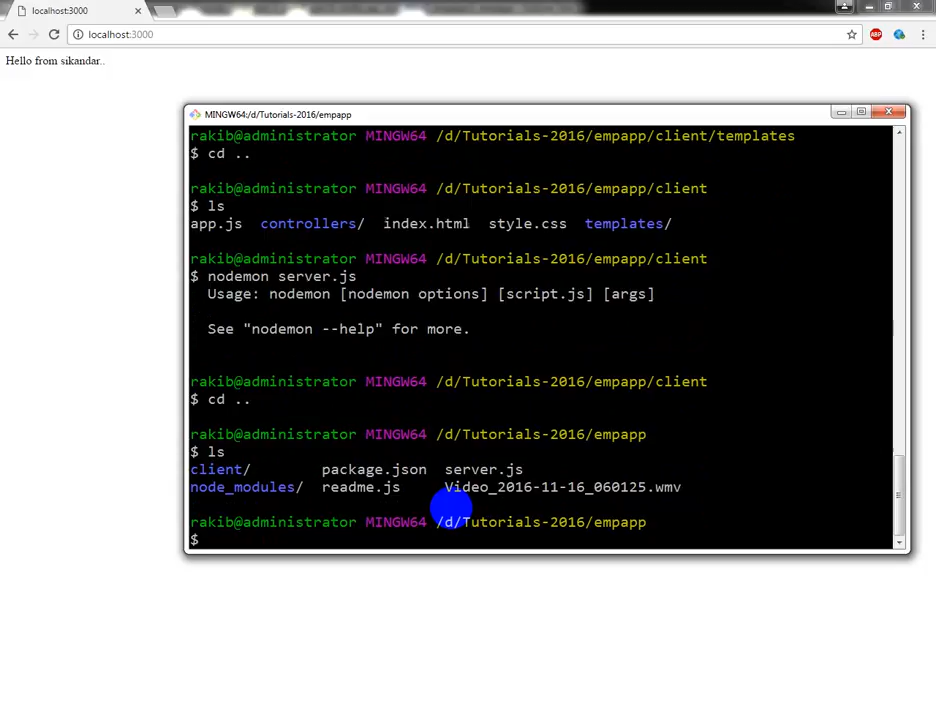 localhost:3000
localhost:3000
ABP
Hello from sikandar..
MINGW64:/d/Tutorials-2016/empapp
rakib@administrator MINGW64 /d/Tutorials-2016/empapp/client/templates
$ cd ..
rakib@administrator MINGW64 /d/Tutorials-2016/empapp/client
$ ls
app.js controllers/ index.html style.css templates/
rakib@administrator MINGW64 /d/Tutorials-2016/empapp/client
$ nodemon server.js
Usage: nodemon [nodemon options] [script.js] [args]
See "nodemon --help" for more.
rakib@administrator MINGW64 /d/Tutorials-2016/empapp/client
$ cd ..
rakib@administrator MINGW64 /d/Tutorials-2016/empapp
$ ls
client/ package.json server.js
node_modules/ readme.js Video_2016-11-16_060125.wmv
rakib@administrator MINGW64 /d/Tutorials-2016/empapp
$